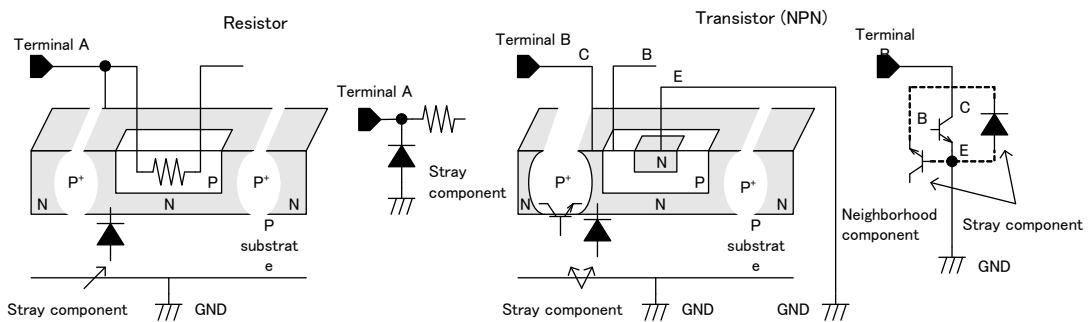 Resistor
Terminal A
P+
P
P+
N
N
N
P
substrat
e
Stray component
GND
Terminal A
Stray
component
Transistor (NPN)
Terminal B
C
B
E
N
P+
P
P+
N
N
N
P
substrat
e
Stray component
GND
GND
Terminal
B
C
B
E
Neighborhood
component
Stray component
GND